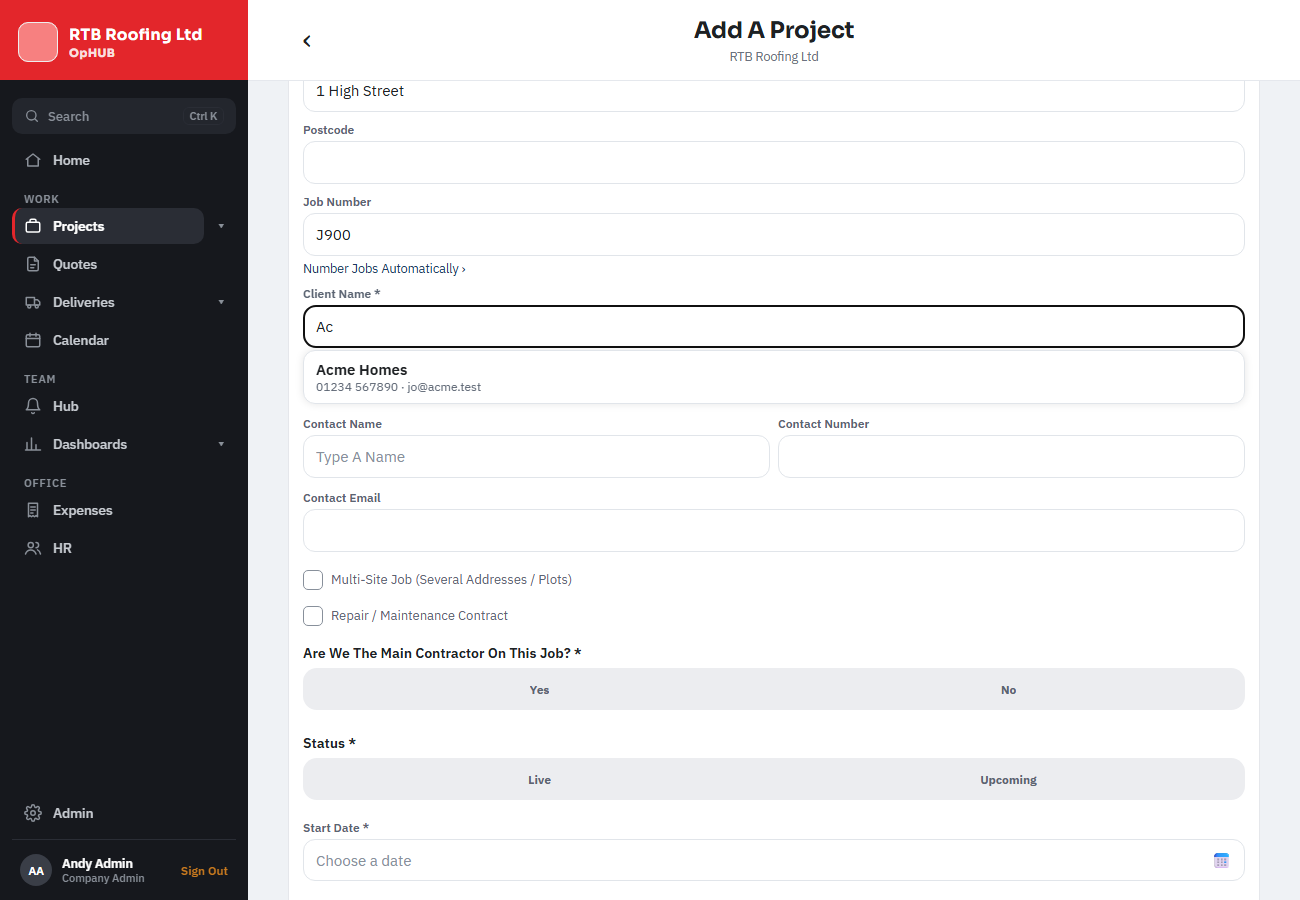 RTB Roofing Ltd
OpHUB
Search
Ctrl K
Home
WORK
Projects
Quotes
Deliveries
Calendar
TEAM
Hub
Dashboards
OFFICE
Expenses
HR
Admin
AA
Andy Admin
Company Admin
Sign Out
Add A Project
RTB Roofing Ltd
1 High Street
Postcode
Job Number
J900
Number Jobs Automatically ›
Client Name *
Ac
Acme Homes
01234 567890 · jo@acme.test
Contact Name
Contact Number
Type A Name
Contact Email
Multi-Site Job (Several Addresses / Plots)
Repair / Maintenance Contract
Are We The Main Contractor On This Job? *
Yes
No
Status *
Live
Upcoming
Start Date *
Choose a date